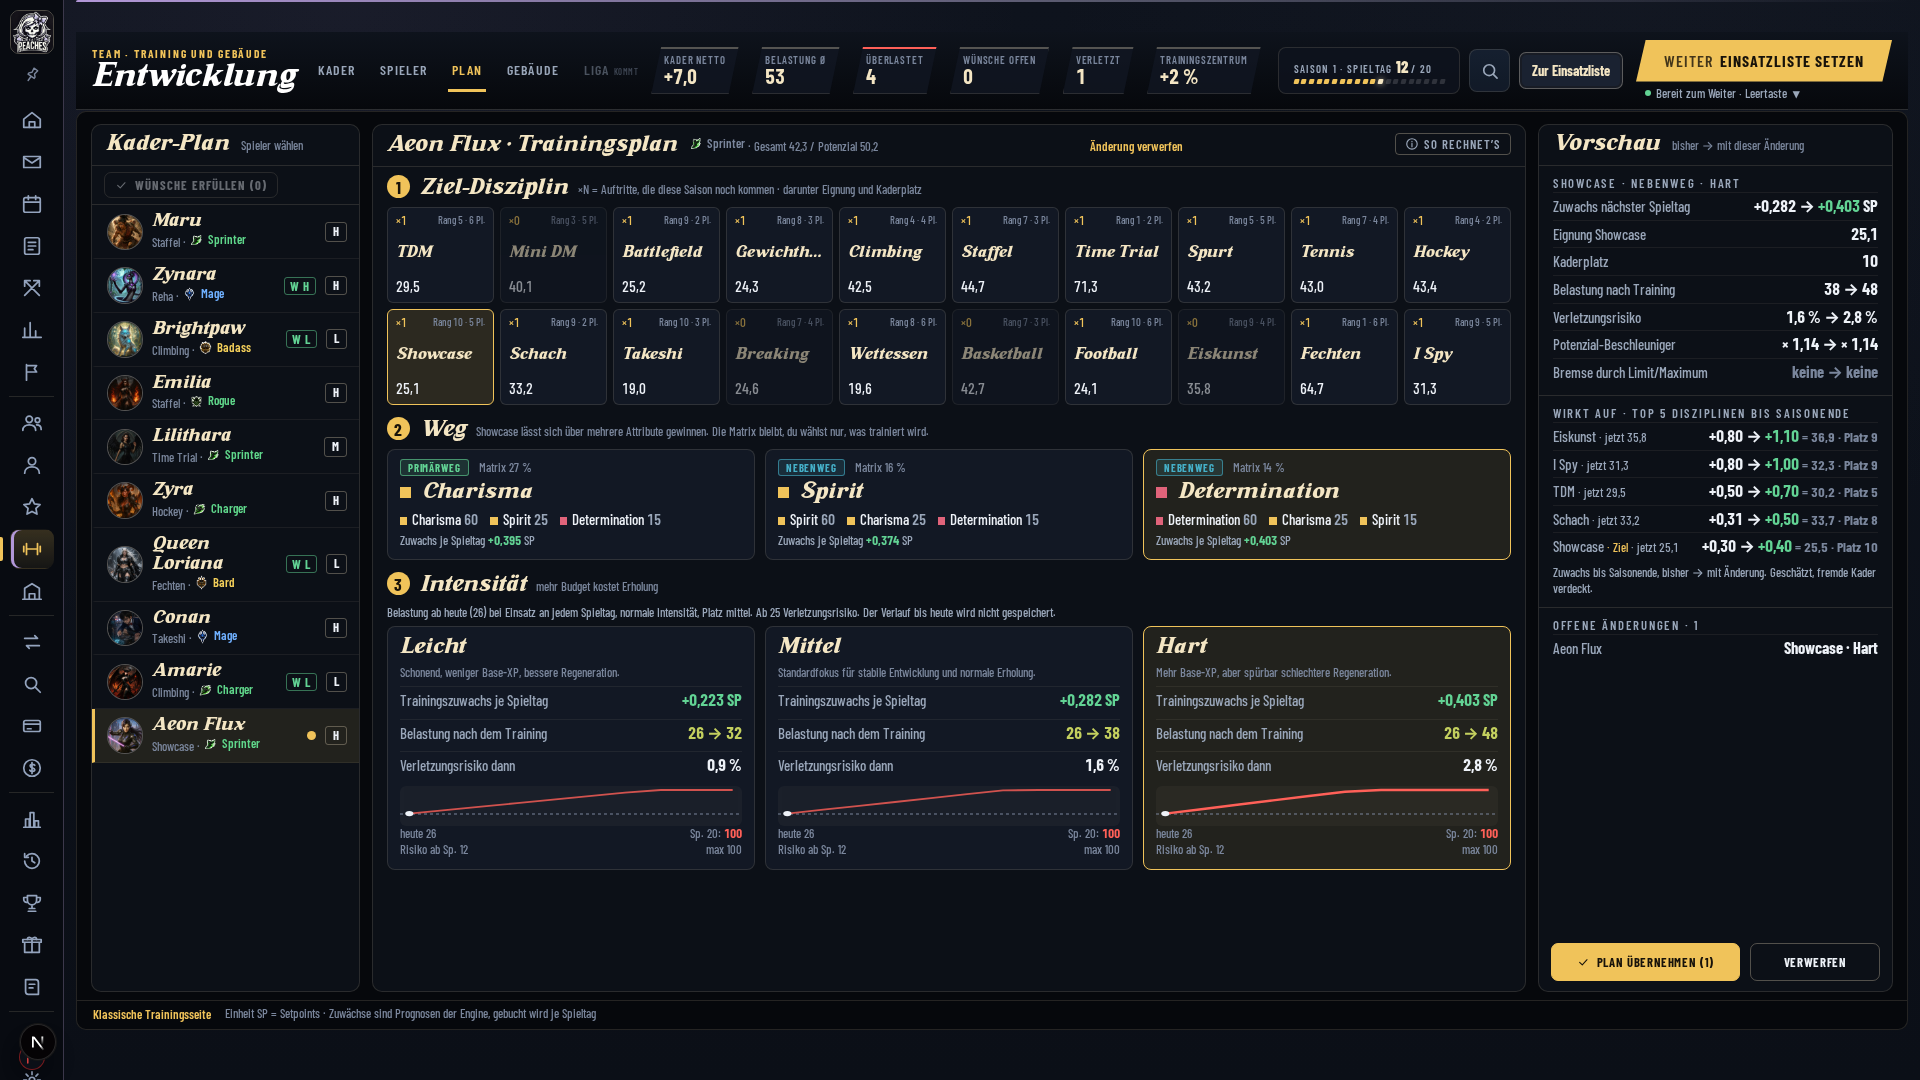 PEACHES
TEAM · TRAINING UND GEBÄUDE
Entwicklung
KADER
SPIELER
PLAN
GEBÄUDE
LIGA KOMMT
KADER NETTO
+7,0
BELASTUNG Ø
53
ÜBERLASTET
4
WÜNSCHE OFFEN
0
VERLETZT
1
TRAININGSZENTRUM
+2 %
SAISON 1 · SPIELTAG 12 / 20
Zur Einsatzliste
WEITER EINSATZLISTE SETZEN
Bereit zum Weiter · Leertaste ▼
Kader-Plan Spieler wählen
✓ WÜNSCHE ERFÜLLEN (0)
Maru
Staffel · Sprinter
H
Zynara
Reha · Mage
W H
H
Brightpaw
Climbing · Badass
W L
L
Emilia
Staffel · Rogue
H
Lilithara
Time Trial · Sprinter
M
Zyra
Hockey · Charger
H
Queen Loriana
Fechten · Bard
W L
L
Conan
Takeshi · Mage
H
Amarie
Climbing · Charger
W L
L
Aeon Flux
Showcase · Sprinter
H
Aeon Flux · Trainingsplan Sprinter · Gesamt 42,3 / Potenzial 50,2
Änderung verwerfen
SO RECHNET'S
1 Ziel-Disziplin ×N = Auftritte, die diese Saison noch kommen · darunter Eignung und Kaderplatz
×1 Rang 5 · 6 Pl.
TDM
29,5
×0 Rang 3 · 5 Pl.
Mini DM
40,1
×1 Rang 9 · 2 Pl.
Battlefield
25,2
×1 Rang 8 · 3 Pl.
Gewichth...
24,3
×1 Rang 4 · 4 Pl.
Climbing
42,5
×1 Rang 7 · 3 Pl.
Staffel
44,7
×1 Rang 1 · 2 Pl.
Time Trial
71,3
×1 Rang 5 · 5 Pl.
Spurt
43,2
×1 Rang 7 · 4 Pl.
Tennis
43,0
×1 Rang 4 · 2 Pl.
Hockey
43,4
×1 Rang 10 · 5 Pl.
Showcase
25,1
×1 Rang 9 · 2 Pl.
Schach
33,2
×1 Rang 10 · 3 Pl.
Takeshi
19,0
×0 Rang 7 · 4 Pl.
Breaking
24,6
×1 Rang 8 · 6 Pl.
Wettessen
19,6
×0 Rang 7 · 3 Pl.
Basketball
42,7
×1 Rang 10 · 6 Pl.
Football
24,1
×0 Rang 9 · 4 Pl.
Eiskunst
35,8
×1 Rang 1 · 6 Pl.
Fechten
64,7
×1 Rang 9 · 5 Pl.
I Spy
31,3
2 Weg Showcase lässt sich über mehrere Attribute gewinnen. Die Matrix bleibt, du wählst nur, was trainiert wird.
PRIMÄRWEG Matrix 27 %
Charisma
Charisma 60 Spirit 25 Determination 15
Zuwachs je Spieltag +0,395 SP
NEBENWEG Matrix 16 %
Spirit
Spirit 60 Charisma 25 Determination 15
Zuwachs je Spieltag +0,374 SP
NEBENWEG Matrix 14 %
Determination
Determination 60 Charisma 25 Spirit 15
Zuwachs je Spieltag +0,403 SP
3 Intensität mehr Budget kostet Erholung
Belastung ab heute (26) bei Einsatz an jedem Spieltag, normale Intensität, Platz mittel. Ab 25 Verletzungsrisiko. Der Verlauf bis heute wird nicht gespeichert.
Leicht
Schonend, weniger Base-XP, bessere Regeneration.
Trainingszuwachs je Spieltag +0,223 SP
Belastung nach dem Training 26 → 32
Verletzungsrisiko dann 0,9 %
heute 26 Sp. 20: 100
Risiko ab Sp. 12 max 100
Mittel
Standardfokus für stabile Entwicklung und normale Erholung.
Trainingszuwachs je Spieltag +0,282 SP
Belastung nach dem Training 26 → 38
Verletzungsrisiko dann 1,6 %
heute 26 Sp. 20: 100
Risiko ab Sp. 12 max 100
Hart
Mehr Base-XP, aber spürbar schlechtere Regeneration.
Trainingszuwachs je Spieltag +0,403 SP
Belastung nach dem Training 26 → 48
Verletzungsrisiko dann 2,8 %
heute 26 Sp. 20: 100
Risiko ab Sp. 12 max 100
Vorschau bisher → mit dieser Änderung
SHOWCASE · NEBENWEG · HART
Zuwachs nächster Spieltag +0,282 → +0,403 SP
Eignung Showcase 25,1
Kaderplatz 10
Belastung nach Training 38 → 48
Verletzungsrisiko 1,6 % → 2,8 %
Potenzial-Beschleuniger × 1,14 → × 1,14
Bremse durch Limit/Maximum keine → keine
WIRKT AUF · TOP 5 DISZIPLINEN BIS SAISONENDE
Eiskunst · jetzt 35,8 +0,80 → +1,10 = 36,9 · Platz 9
I Spy · jetzt 31,3 +0,80 → +1,00 = 32,3 · Platz 9
TDM · jetzt 29,5 +0,50 → +0,70 = 30,2 · Platz 5
Schach · jetzt 33,2 +0,31 → +0,50 = 33,7 · Platz 8
Showcase · Ziel · jetzt 25,1 +0,30 → +0,40 = 25,5 · Platz 10
Zuwachs bis Saisonende, bisher → mit Änderung. Geschätzt, fremde Kader
verdeckt.
OFFENE ÄNDERUNGEN · 1
Aeon Flux Showcase · Hart
✓ PLAN ÜBERNEHMEN (1)
VERWERFEN
Klassische Trainingsseite Einheit SP = Setpoints · Zuwächse sind Prognosen der Engine, gebucht wird je Spieltag
N